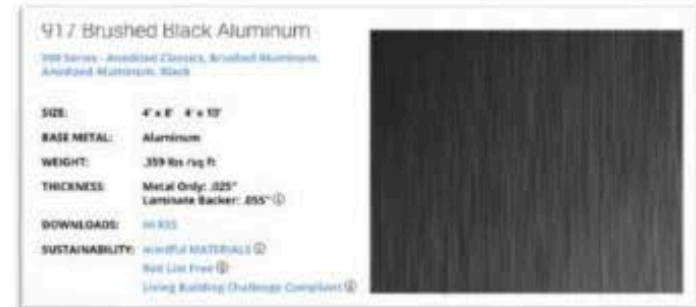 917 Brushed Black Aluminum
900 Series - Anodized Classics, Brushed Aluminum,
Anodized Aluminum, Black
SIZE: 4' x 8' 4' x 10'
BASE METAL: Aluminum
WEIGHT: .359 lbs /sq ft
THICKNESS: Metal Only: .025"
Laminate Backer: .055" ⓘ
DOWNLOADS:
SUSTAINABILITY: mindful MATERIALS ⓘ
Red List Free ⓘ
Living Building Challenge Compliant ⓘ